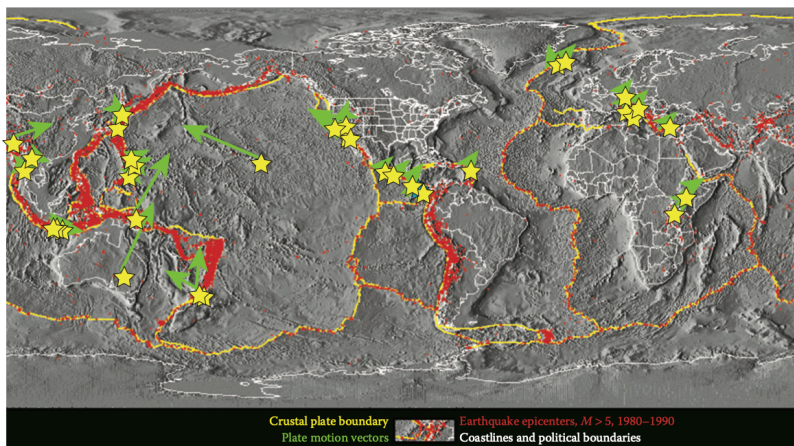 Crustal plate boundary
Earthquake epicenters, M > 5, 1980–1990
Plate motion vectors
Coastlines and political boundaries